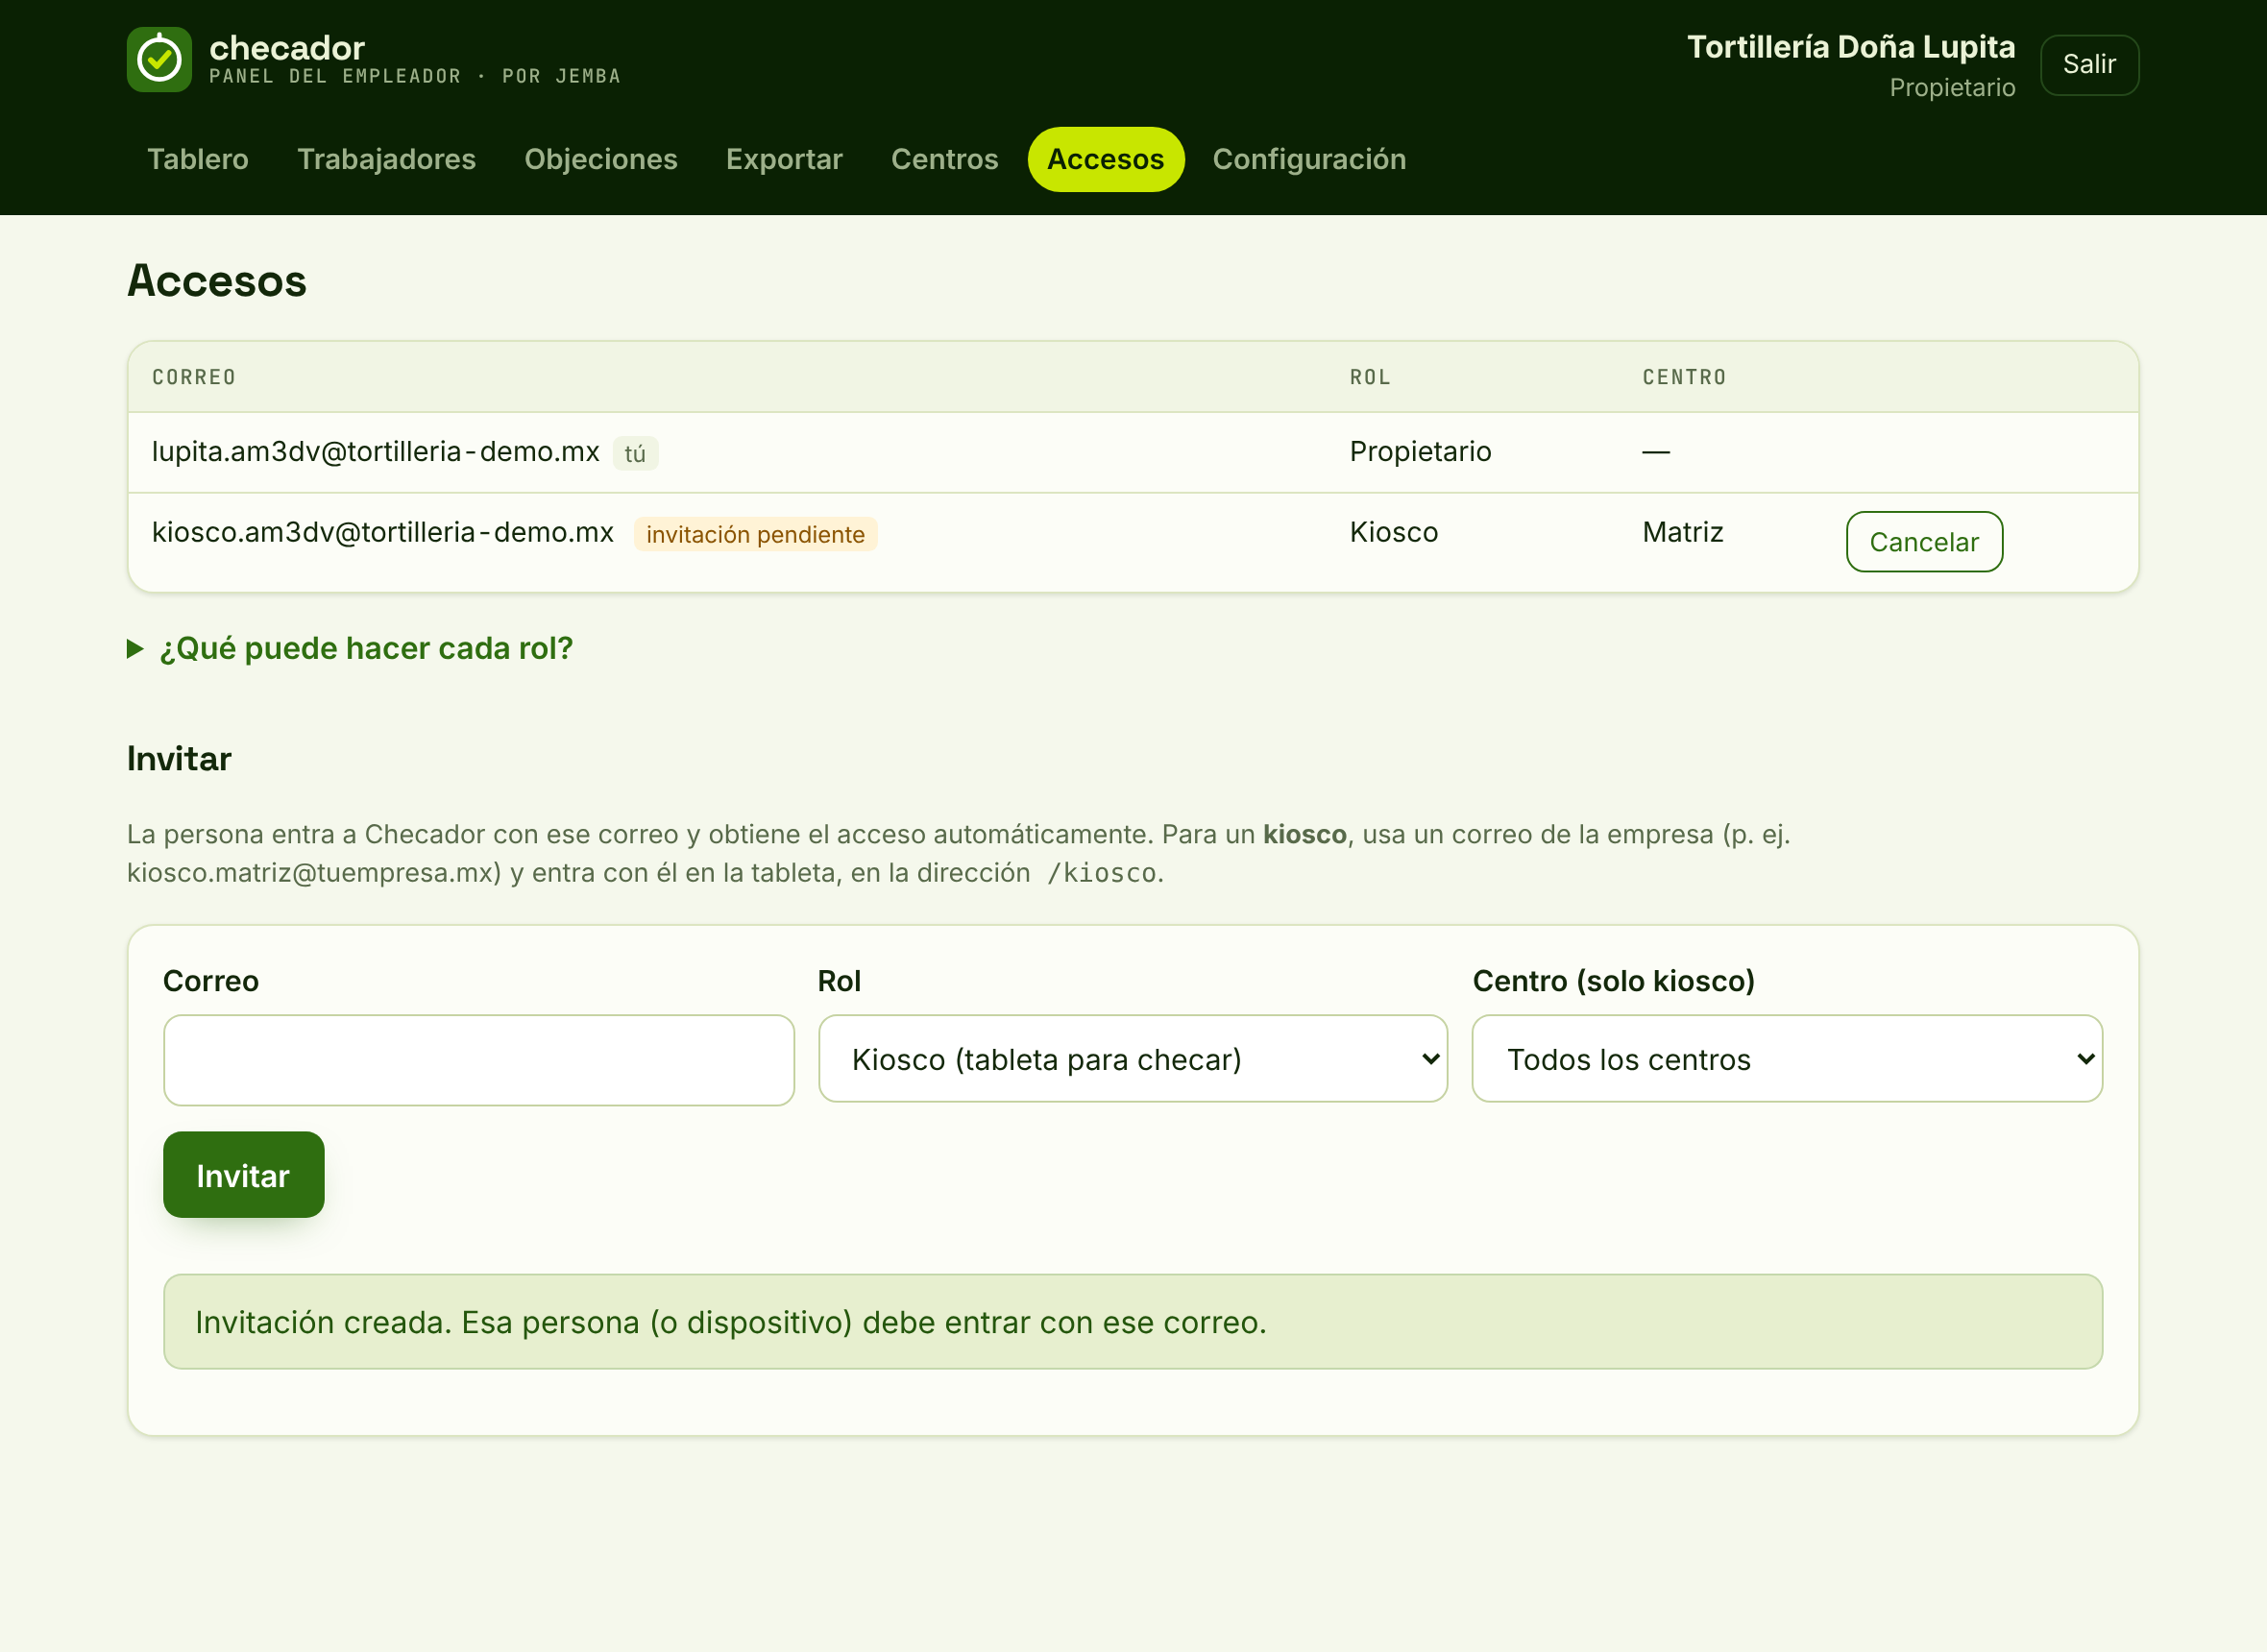 checador
PANEL DEL EMPLEADOR · POR JEMBA
Tortillería Doña Lupita
Propietario
Salir
Tablero Trabajadores Objeciones Exportar Centros Accesos Configuración
Accesos
CORREO ROL CENTRO
lupita.am3dv@tortilleria-demo.mx tú Propietario —
kiosco.am3dv@tortilleria-demo.mx invitación pendiente Kiosco Matriz Cancelar
¿Qué puede hacer cada rol?
Invitar
La persona entra a Checador con ese correo y obtiene el acceso automáticamente. Para un kiosco, usa un correo de la empresa (p. ej.
kiosco.matriz@tuempresa.mx) y entra con él en la tableta, en la dirección /kiosco.
Correo Rol Centro (solo kiosco)
Kiosco (tableta para checar) Todos los centros
Invitar
Invitación creada. Esa persona (o dispositivo) debe entrar con ese correo.